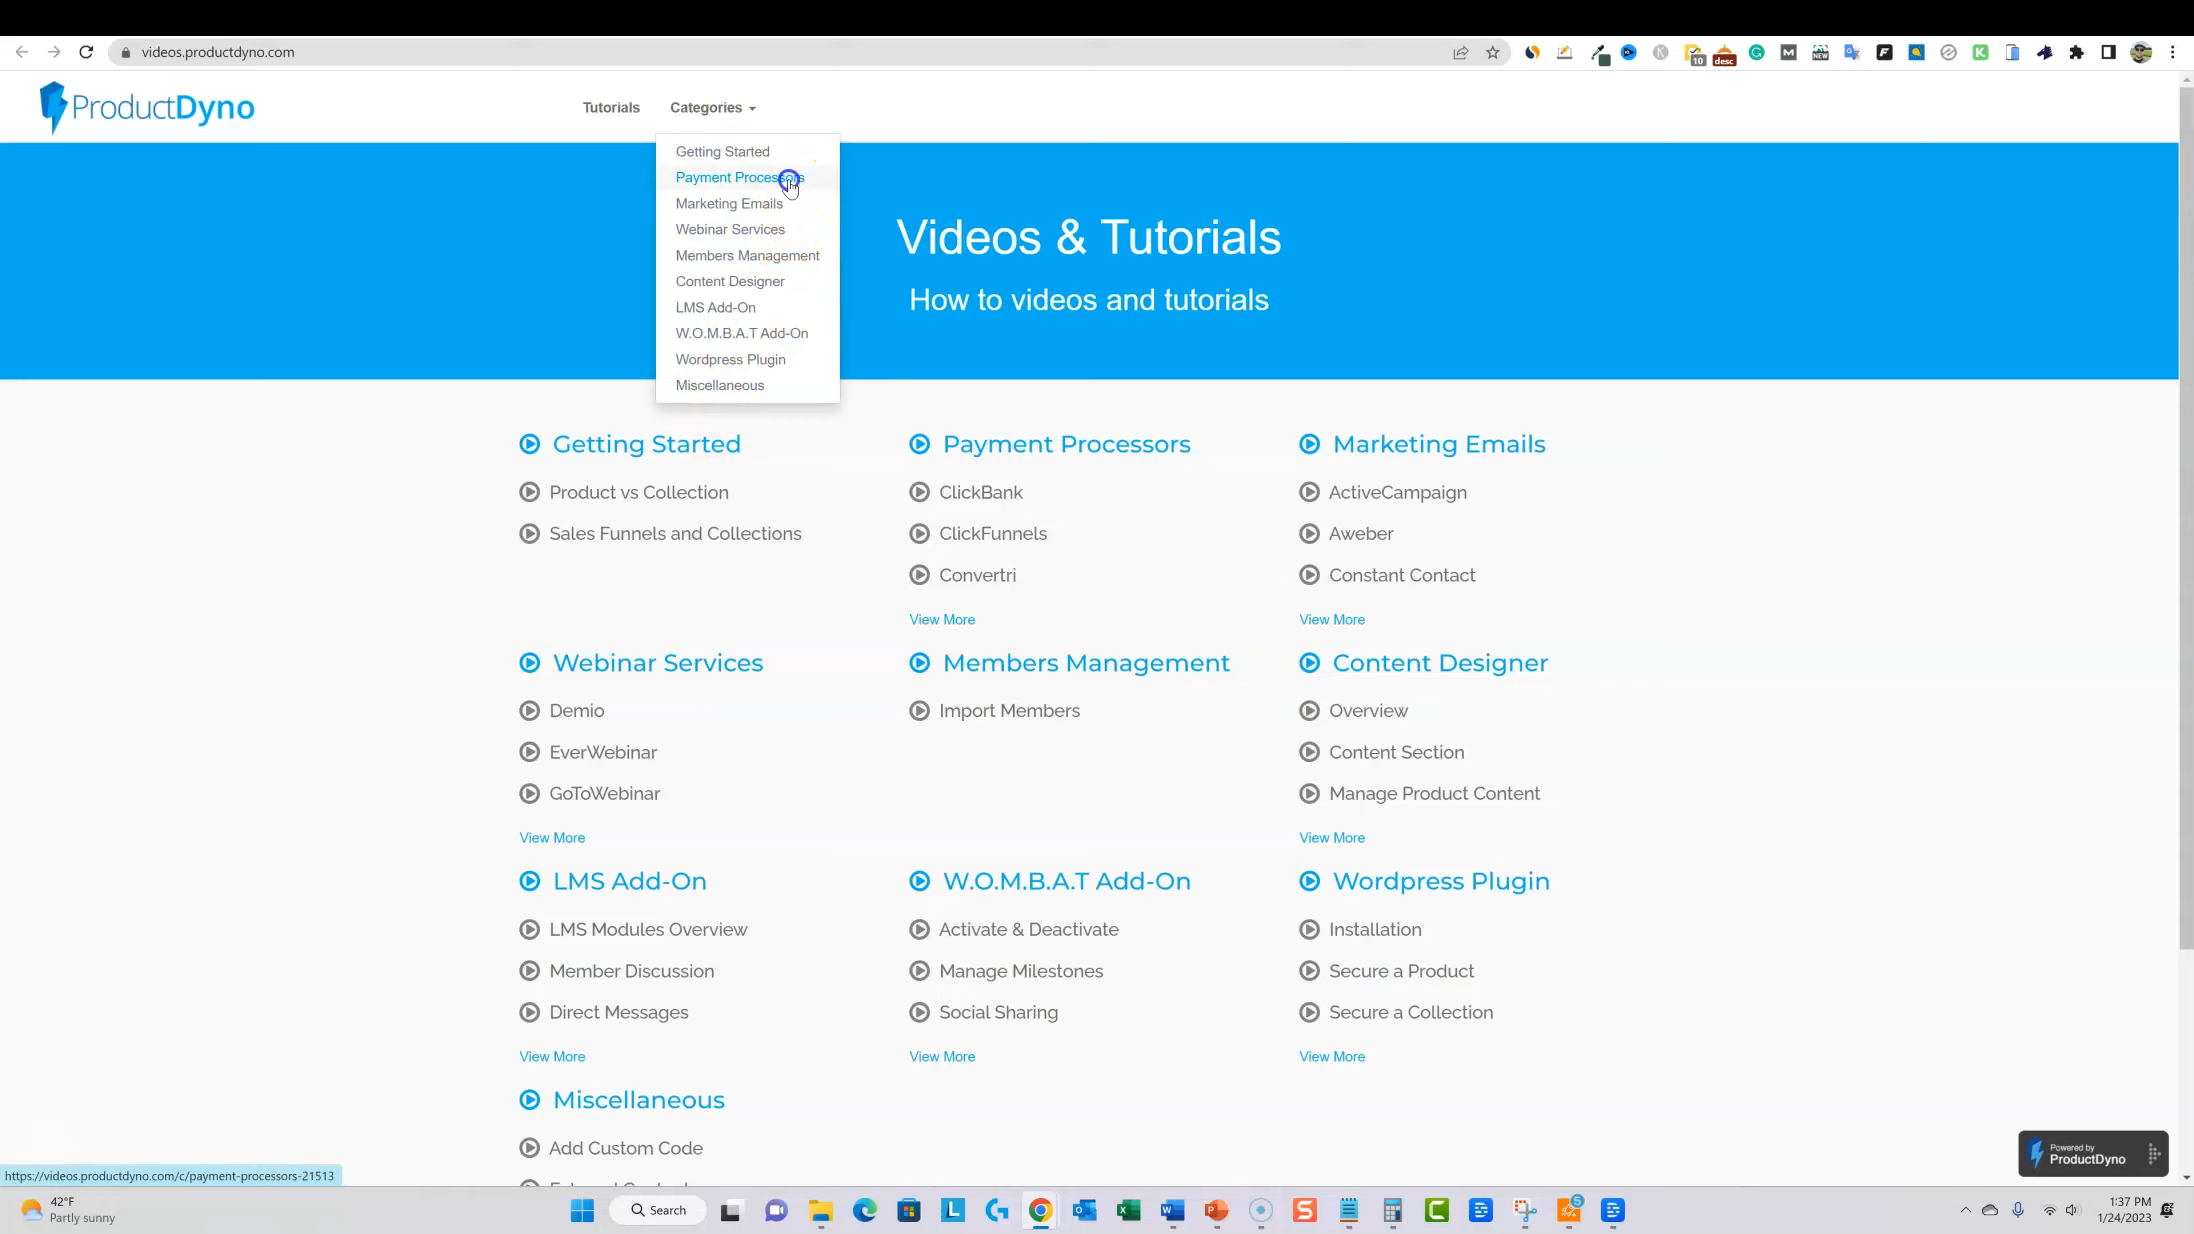 videos.productdyno.com
10
desc
NEW
ProductDyno
Tutorials
Categories
Getting Started
Payment Processors
Marketing Emails
Webinar Services
Members Management
Content Designer
LMS Add-On
W.O.M.B.A.T Add-On
Wordpress Plugin
Miscellaneous
Videos & Tutorials
How to videos and tutorials
Getting Started
Product vs Collection
Sales Funnels and Collections
Payment Processors
ClickBank
ClickFunnels
Convertri
View More
Marketing Emails
ActiveCampaign
Aweber
Constant Contact
View More
Webinar Services
Demio
EverWebinar
GoToWebinar
View More
Members Management
Import Members
Content Designer
Overview
Content Section
Manage Product Content
View More
LMS Add-On
LMS Modules Overview
Member Discussion
Direct Messages
View More
W.O.M.B.A.T Add-On
Activate & Deactivate
Manage Milestones
Social Sharing
View More
Wordpress Plugin
Installation
Secure a Product
Secure a Collection
View More
Miscellaneous
Add Custom Code
Powered by
ProductDyno
https://videos.productdyno.com/c/payment-processors-21513
42°F
Partly sunny
Search
5
1:37 PM
1/24/2023